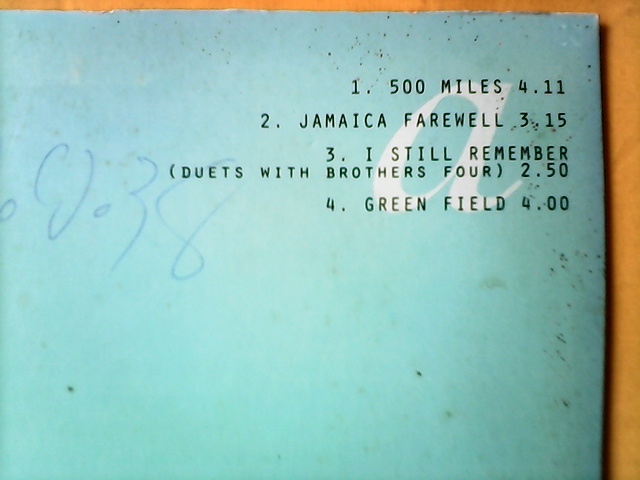 a
1. 500 MILES 4.11
2. JAMAICA FAREWELL 3.15
3. I STILL REMEMBER
(DUETS WITH BROTHERS FOUR) 2.50
4. GREEN FIELD 4.00